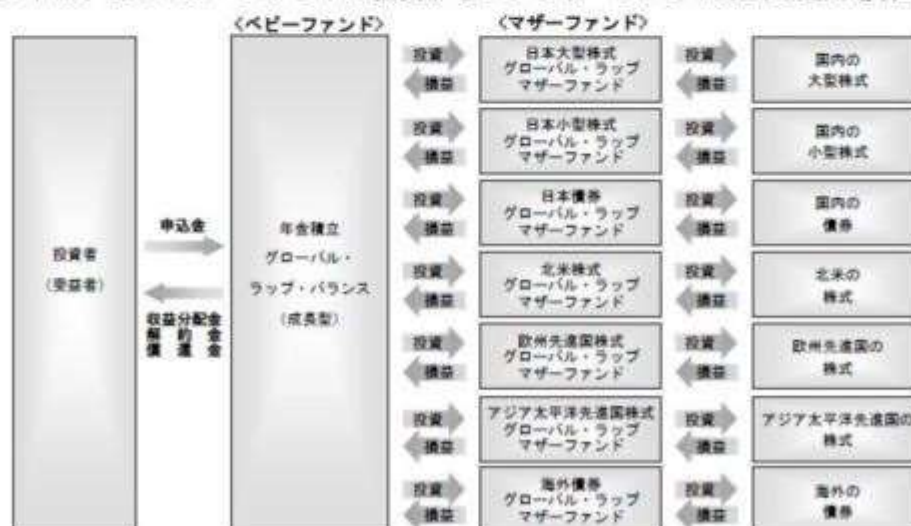 〈ベビーファンド〉
〈マザーファンド〉
投資者
（受益者）
申込金
収益分配金
解約金
償還金
年金積立
グローバル・
ラップ・バランス
（成長型）
投資
損益
日本大型株式
グローバル・ラップ
マザーファンド
投資
損益
国内の
大型株式
投資
損益
日本小型株式
グローバル・ラップ
マザーファンド
投資
損益
国内の
小型株式
投資
損益
日本債券
グローバル・ラップ
マザーファンド
投資
損益
国内の
債券
投資
損益
北米株式
グローバル・ラップ
マザーファンド
投資
損益
北米の
株式
投資
損益
欧州先進国株式
グローバル・ラップ
マザーファンド
投資
損益
欧州先進国の
株式
投資
損益
アジア太平洋先進国株式
グローバル・ラップ
マザーファンド
投資
損益
アジア太平洋先進国の
株式
投資
損益
海外債券
グローバル・ラップ
マザーファンド
投資
損益
海外の
債券